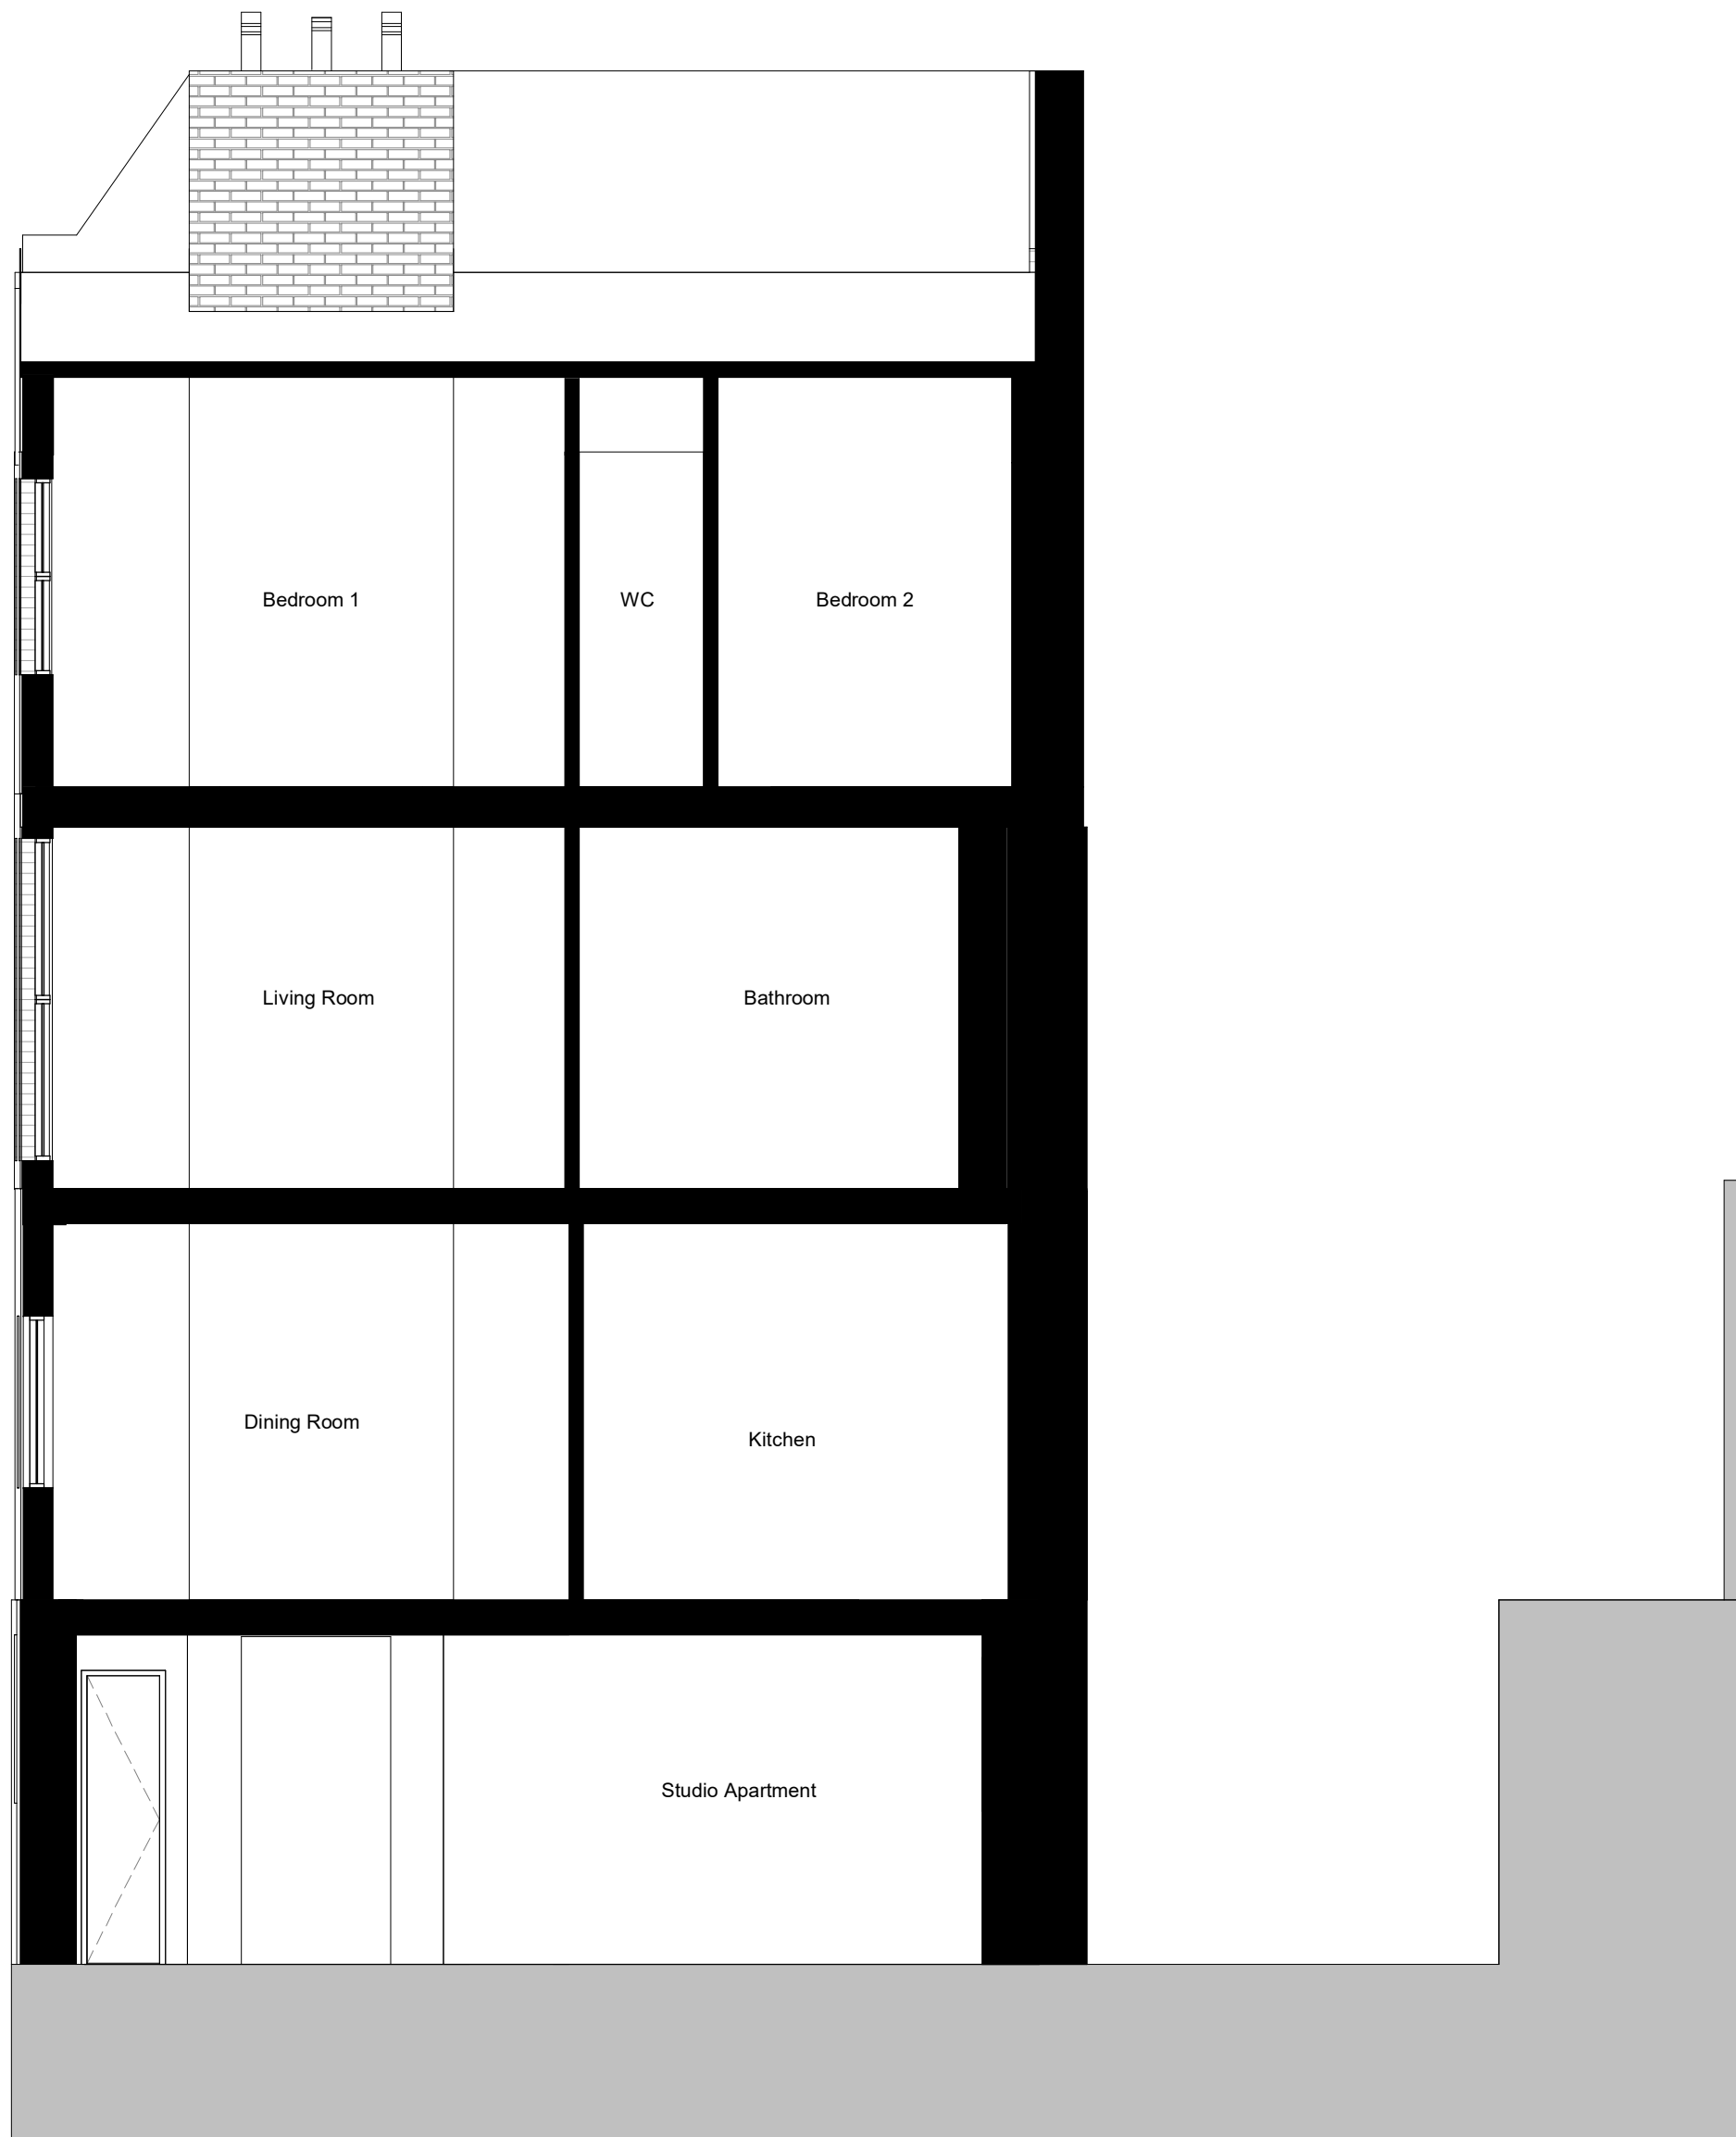 Bedroom 1
WC
Bedroom 2
Living Room
Bathroom
Dining Room
Kitchen
Studio Apartment